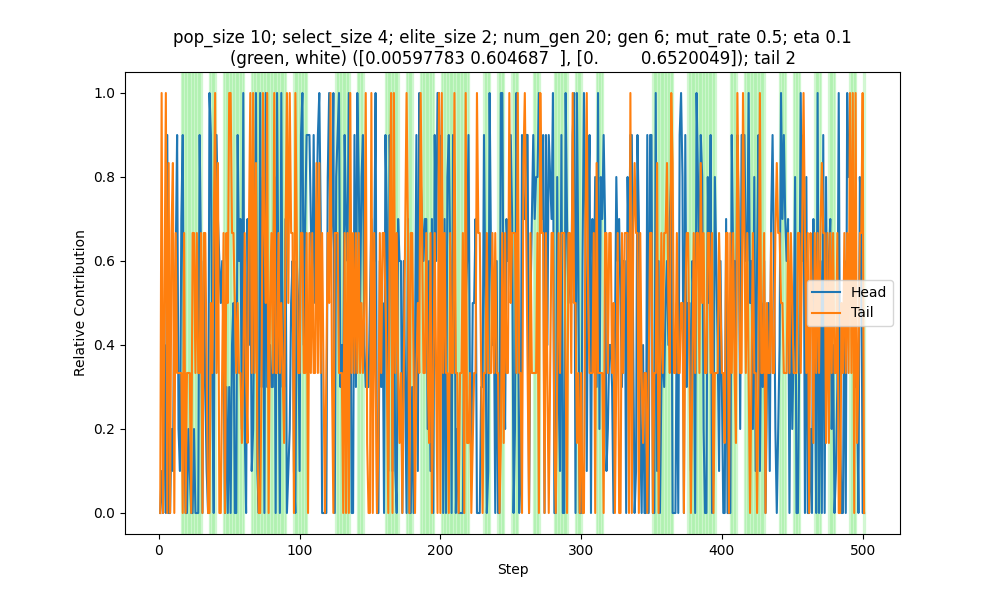 pop_size 10; select_size 4; elite_size 2; num_gen 20; gen 6; mut_rate 0.5; eta 0.1
(green, white) ([0.00597783 0.604687  ], [0.         0.6520049]); tail 2
1.0
0.8
0.6
0.4
0.2
0.0
Relative Contribution
Head
Tail
0
100
200
300
400
500
Step